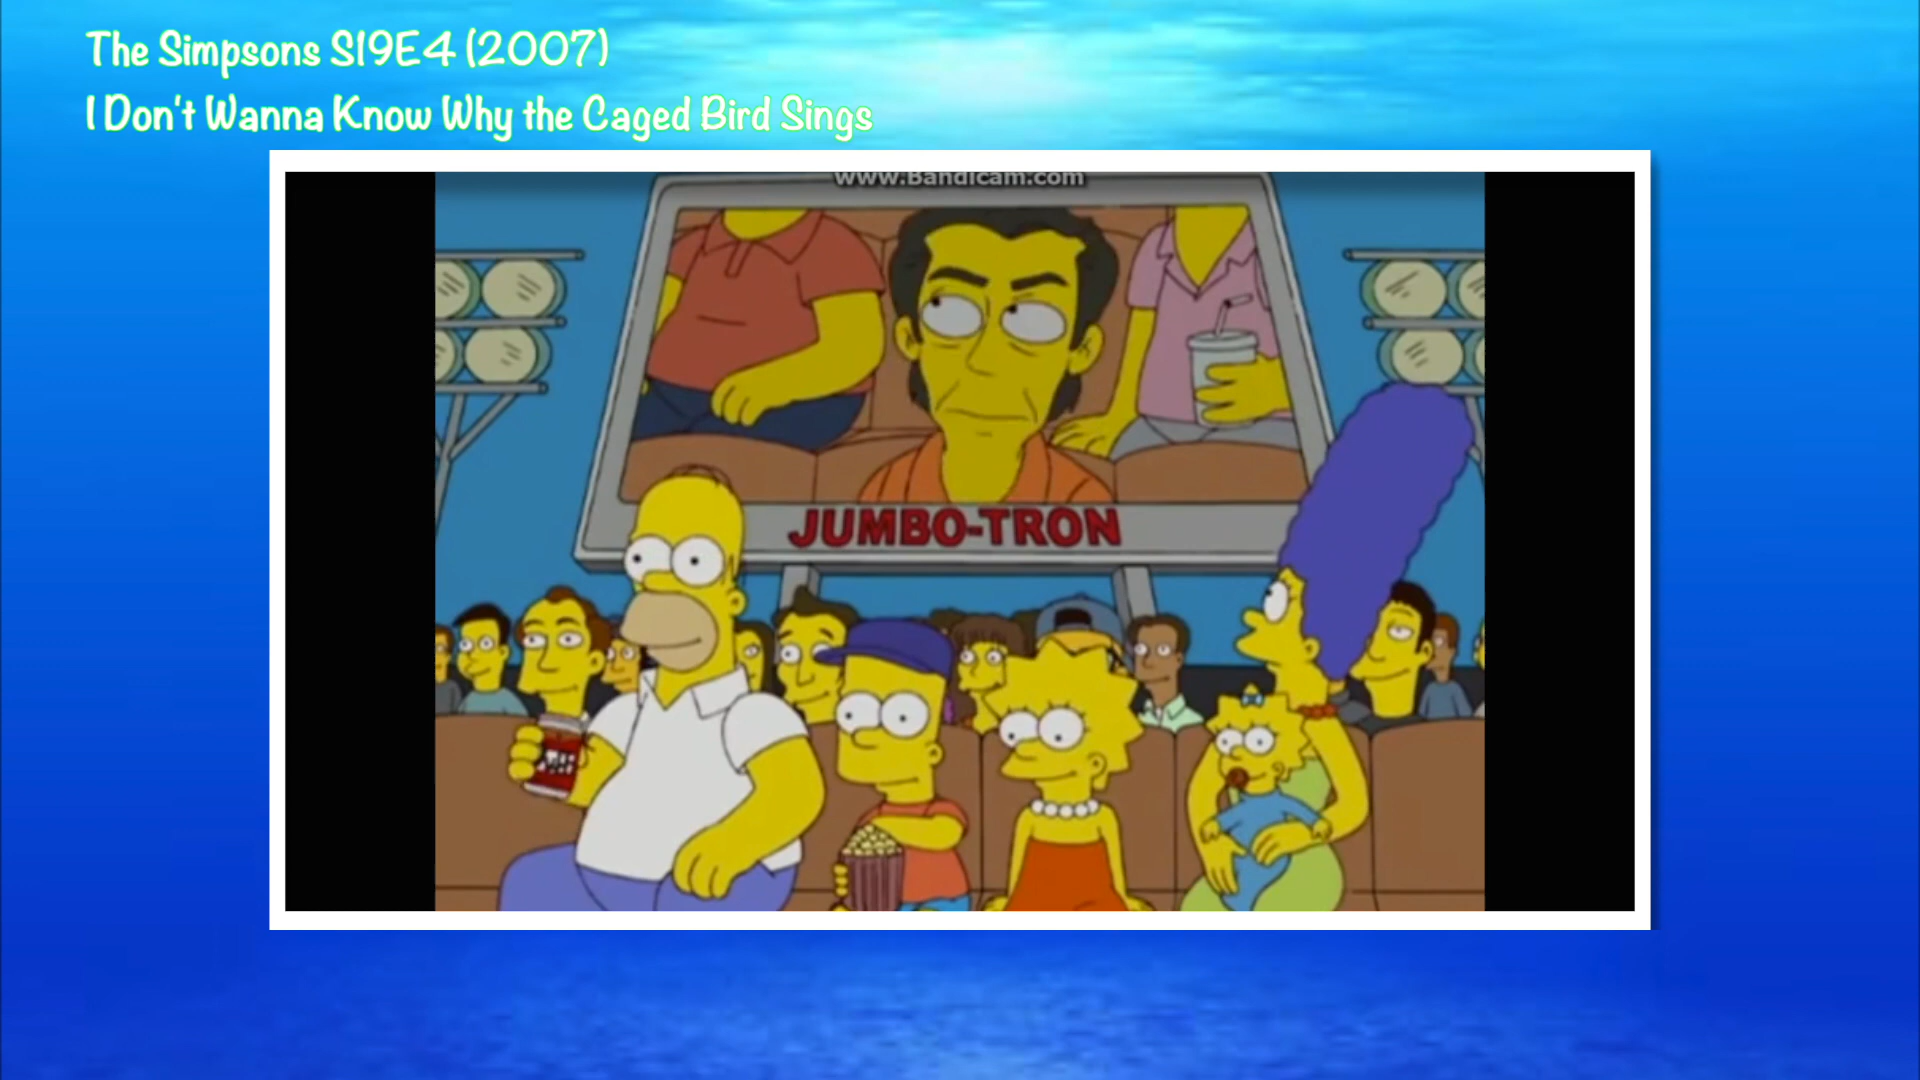 The Simpsons S19E4 (2007)
I Don't Wanna Know Why the Caged Bird Sings
www.Bandicam.com
JUMBO-TRON